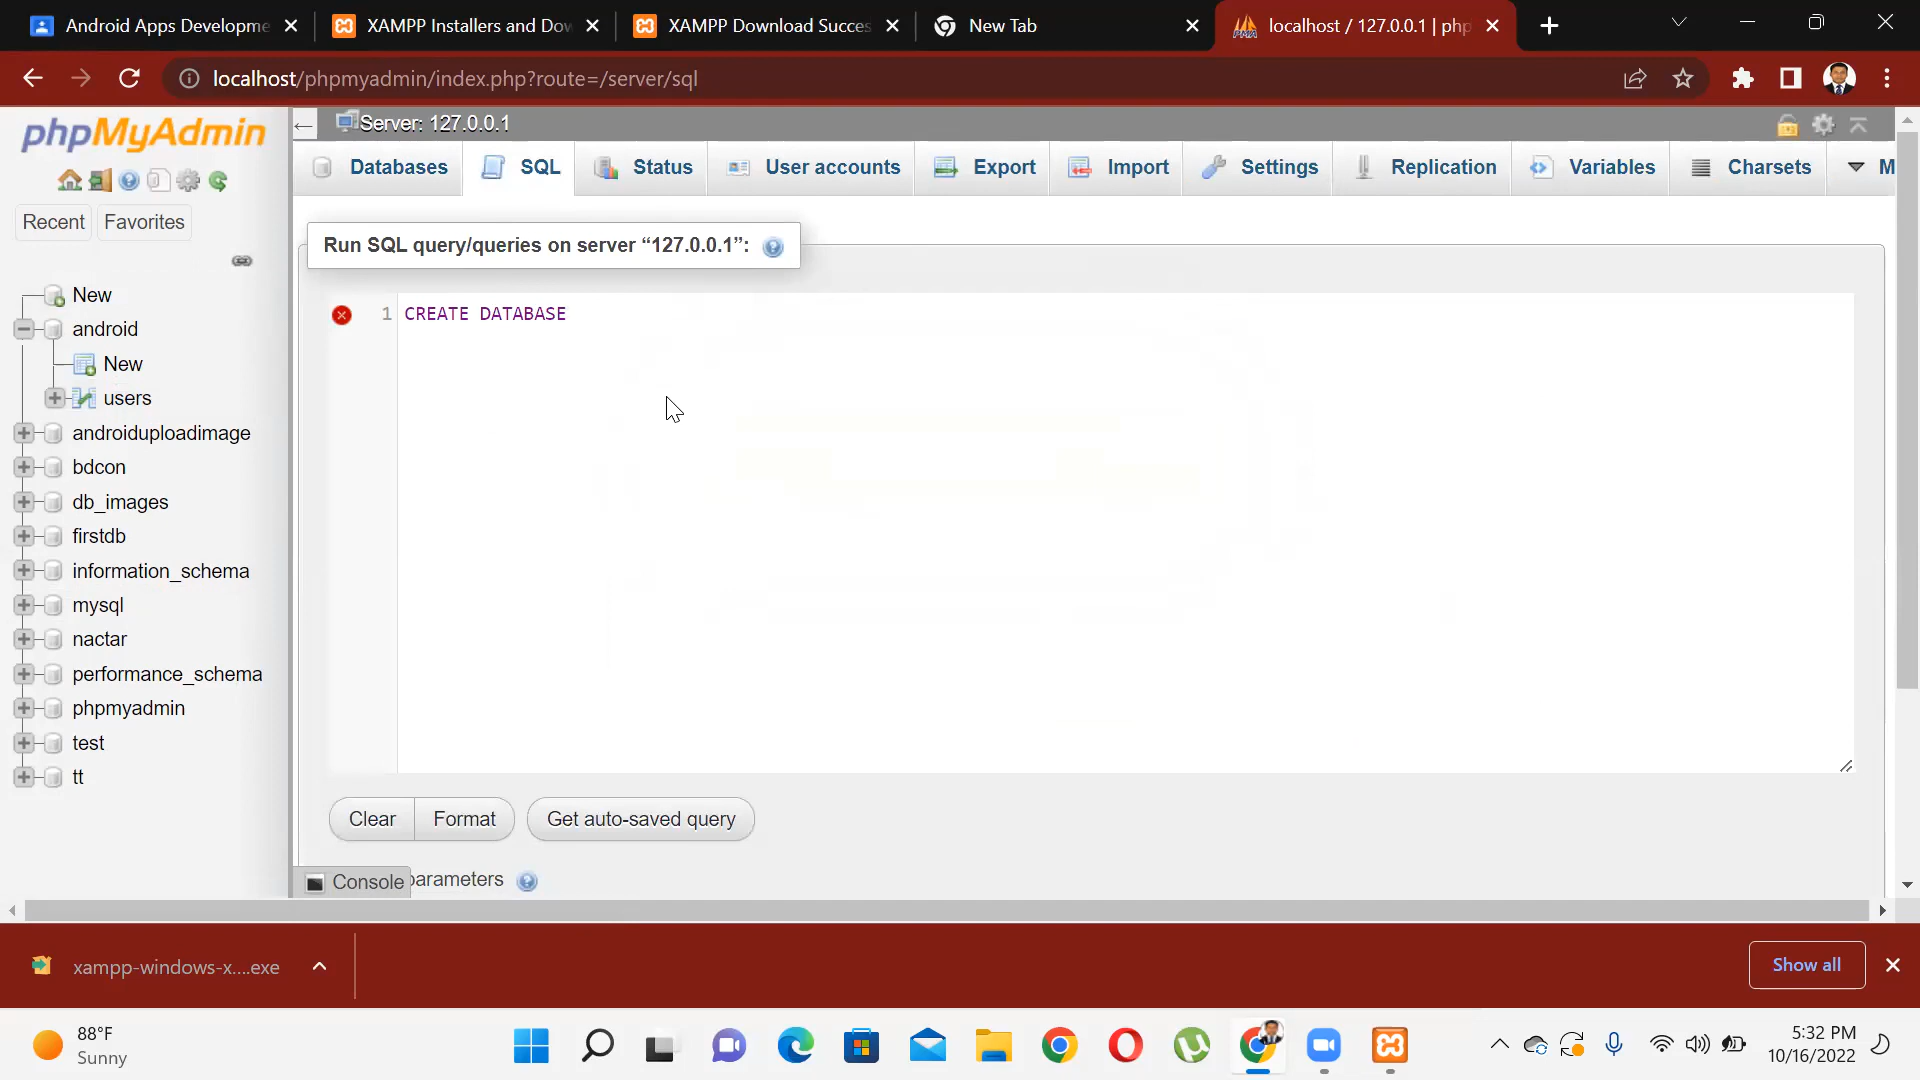 Android Apps Developme
XAMPP Installers and Dow
XAMPP Download Succes
New Tab
localhost / 127.0.0.1 | php
localhost/phpmyadmin/index.php?route=/server/sql
phpMyAdmin
Server: 127.0.0.1
Databases
SQL
Status
User accounts
Export
Import
Settings
Replication
Variables
Charsets
M
Recent
Favorites
Run SQL query/queries on server “127.0.0.1”:
1 CREATE DATABASE
New
android
New
users
androiduploadimage
bdcon
db_images
firstdb
information_schema
mysql
nactar
performance_schema
phpmyadmin
test
tt
Clear
Format
Get auto-saved query
Console
parameters
xampp-windows-x....exe
Show all
88°F
Sunny
5:32 PM
10/16/2022